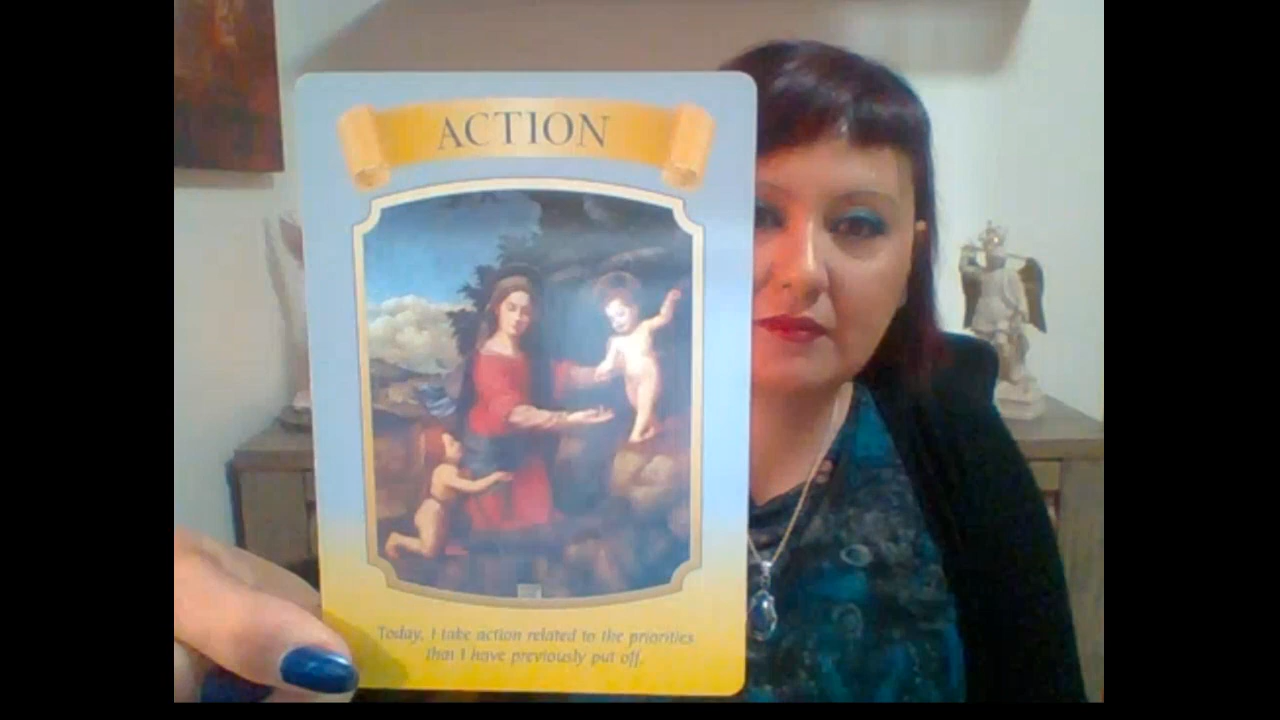 ACTION
Today, I take action related to the priorities
that I have previously put off.